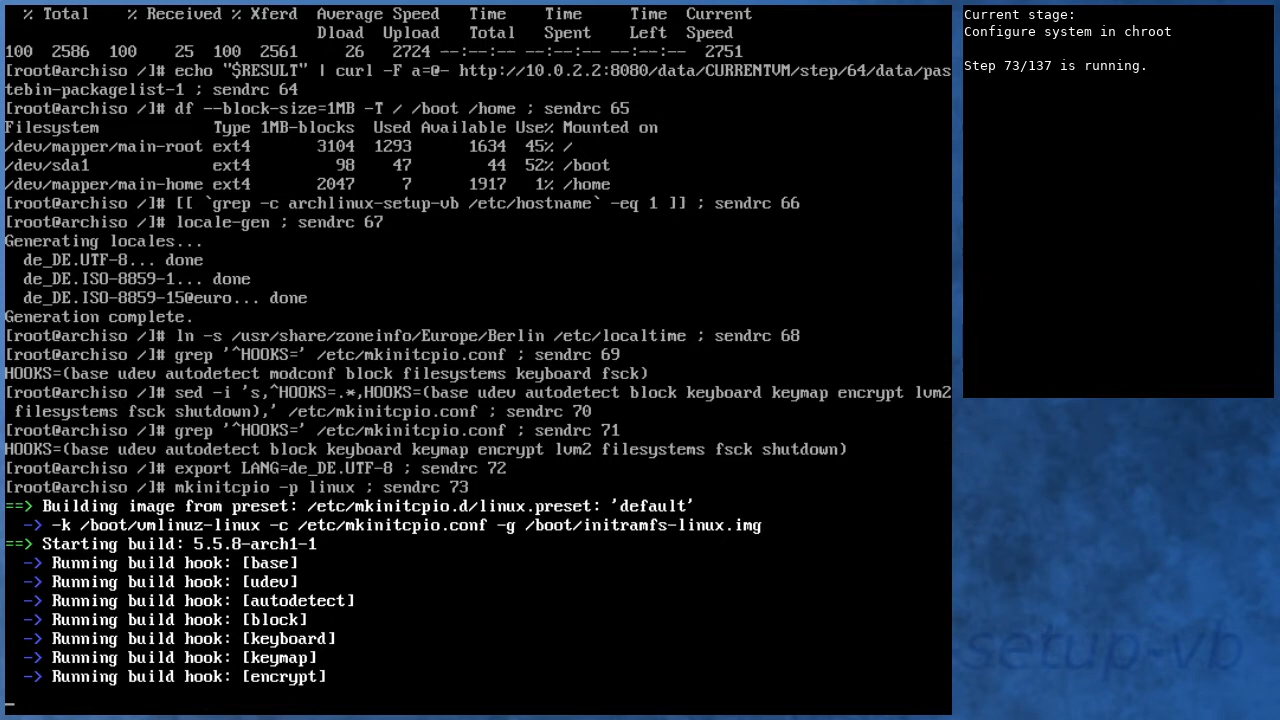 % Total    % Received % Xferd  Average Speed   Time    Time     Time  Current
                                 Dload  Upload   Total   Spent    Left  Speed
100  2586  100    25  100  2561     26   2724 --:--:-- --:--:-- --:--:--  2751
[root@archiso /]# echo "$RESULT" | curl -F a=@- http://10.0.2.2:8080/data/CURRENTVM/step/64/data/pas
tebin-packagelist-1 ; sendrc 64
[root@archiso /]# df --block-size=1MB -T / /boot /home ; sendrc 65
Filesystem            Type 1MB-blocks  Used Available Use% Mounted on
/dev/mapper/main-root ext4       3104  1293      1634  45% /
/dev/sda1             ext4         98    47        44  52% /boot
/dev/mapper/main-home ext4       2047     7      1917   1% /home
[root@archiso /]# [[ `grep -c archlinux-setup-vb /etc/hostname` -eq 1 ]] ; sendrc 66
[root@archiso /]# locale-gen ; sendrc 67
Generating locales...
  de_DE.UTF-8... done
  de_DE.ISO-8859-1... done
  de_DE.ISO-8859-15@euro... done
Generation complete.
[root@archiso /]# ln -s /usr/share/zoneinfo/Europe/Berlin /etc/localtime ; sendrc 68
[root@archiso /]# grep '^HOOKS=' /etc/mkinitcpio.conf ; sendrc 69
HOOKS=(base udev autodetect modconf block filesystems keyboard fsck)
[root@archiso /]# sed -i 's,^HOOKS=.*,HOOKS=(base udev autodetect block keyboard keymap encrypt lvm2
 filesystems fsck shutdown),' /etc/mkinitcpio.conf ; sendrc 70
[root@archiso /]# grep '^HOOKS=' /etc/mkinitcpio.conf ; sendrc 71
HOOKS=(base udev autodetect block keyboard keymap encrypt lvm2 filesystems fsck shutdown)
[root@archiso /]# export LANG=de_DE.UTF-8 ; sendrc 72
[root@archiso /]# mkinitcpio -p linux ; sendrc 73
==> Building image from preset: /etc/mkinitcpio.d/linux.preset: 'default'
  -> -k /boot/vmlinuz-linux -c /etc/mkinitcpio.conf -g /boot/initramfs-linux.img
==> Starting build: 5.5.8-arch1-1
  -> Running build hook: [base]
  -> Running build hook: [udev]
  -> Running build hook: [autodetect]
  -> Running build hook: [block]
  -> Running build hook: [keyboard]
  -> Running build hook: [keymap]
  -> Running build hook: [encrypt]
Current stage:
Configure system in chroot
Step 73/137 is running.
setup-vb